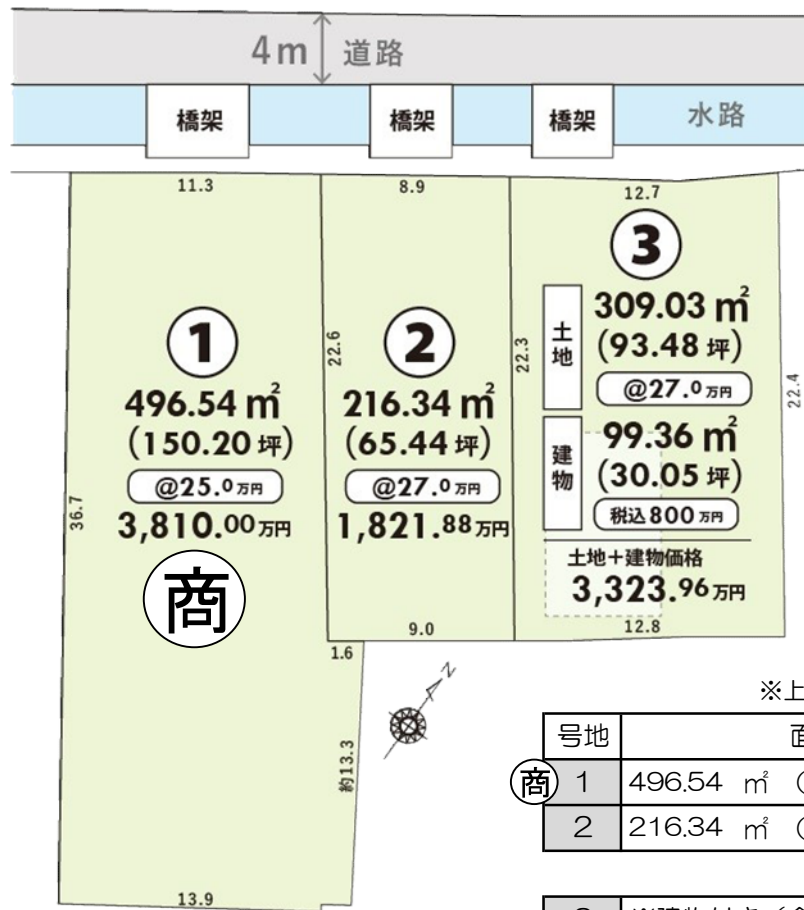 4m 道路
橋架 橋架 橋架 水路
11.3 8.9 12.7
①
496.54 ㎡
(150.20 坪)
@25.0万円
3,810.00万円
商
36.7
②
22.6
216.34 ㎡
(65.44 坪)
@27.0万円
1,821.88万円
③
22.3
土地
309.03 ㎡
(93.48 坪)
@27.0万円
22.4
建物
99.36 ㎡
(30.05 坪)
税込800万円
土地+建物価格
3,323.96万円
9.0 12.8
1.6
N
約13.3
13.9
※上
号地
商 1 496.54 ㎡ (
2 216.34 ㎡ (